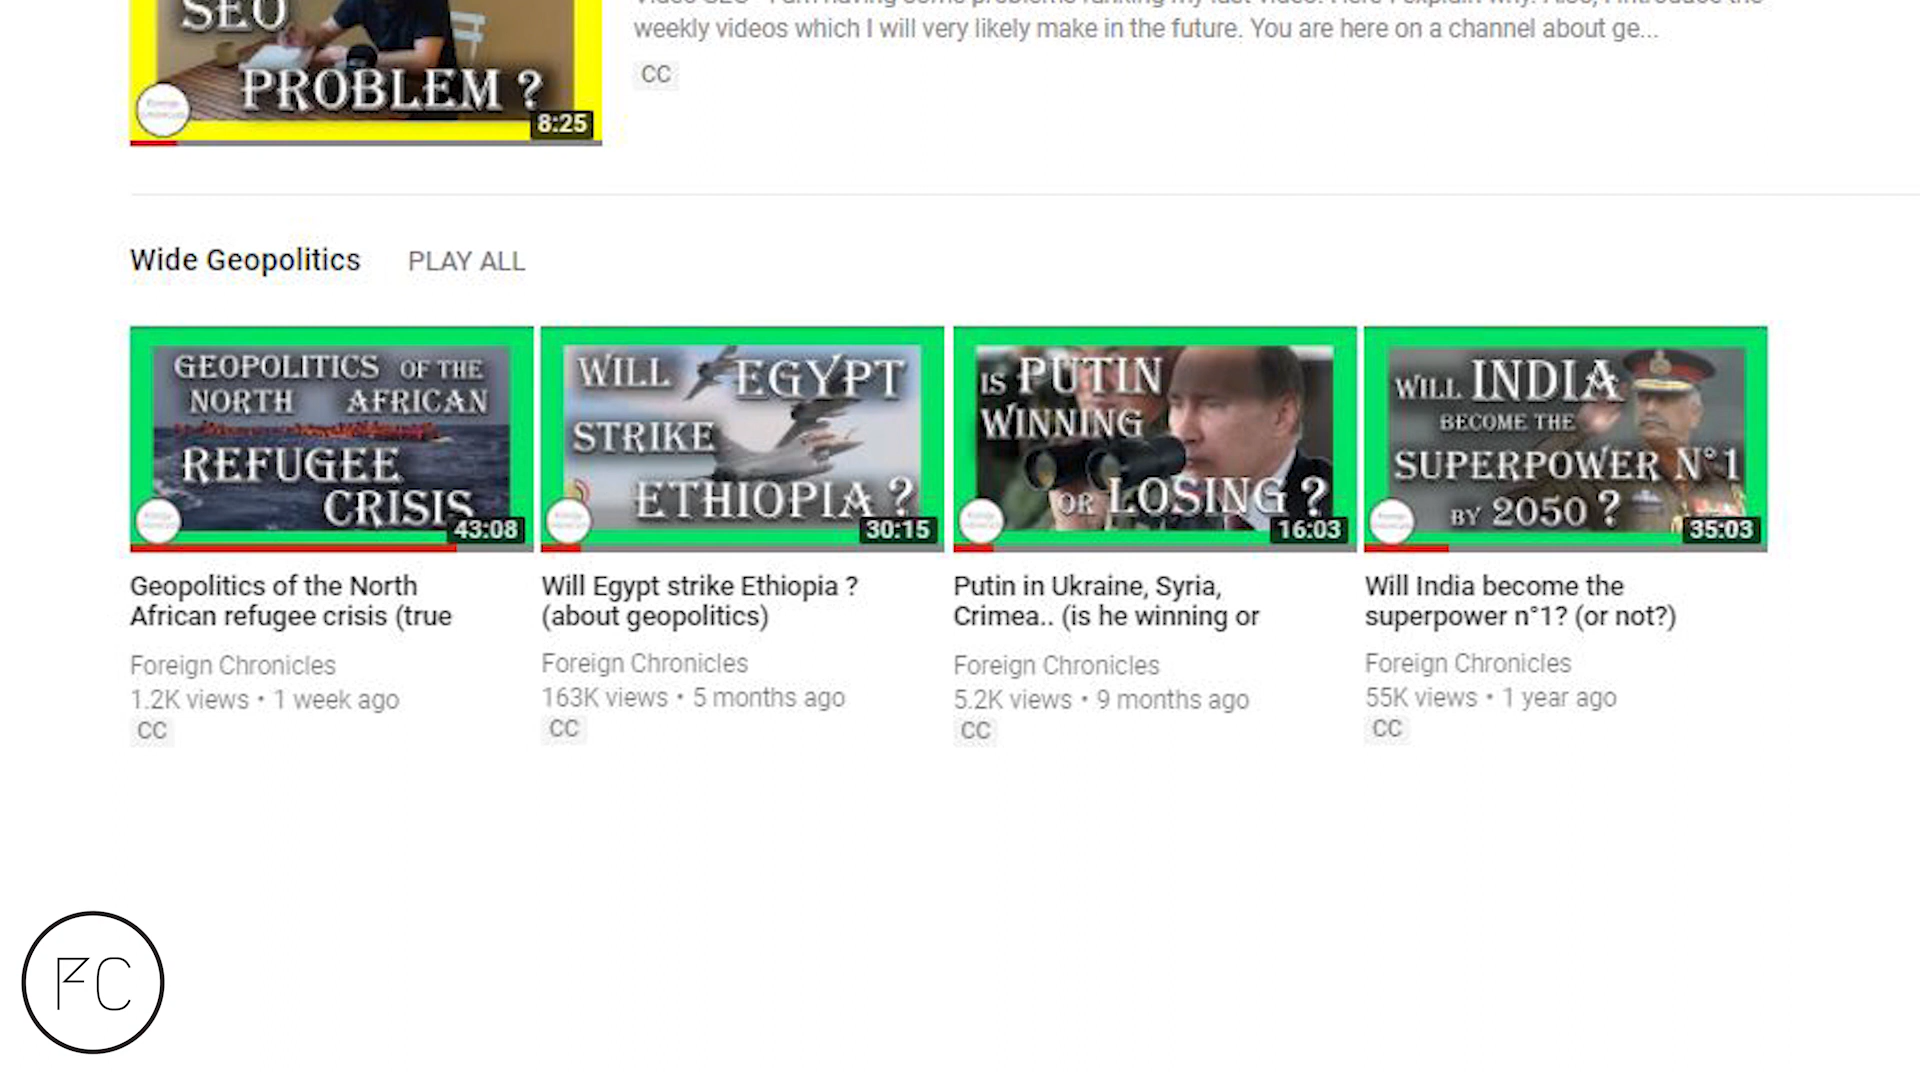 SEO
PROBLEM ?
8:25
weekly videos which I will very likely make in the future. You are here on a channel about ge...
CC
Wide Geopolitics PLAY ALL
GEOPOLITICS OF THE
NORTH AFRICAN
REFUGEE
CRISIS
43:08
WILL EGYPT
STRIKE
ETHIOPIA ?
30:15
IS PUTIN
WINNING
OR LOSING ?
16:03
WILL INDIA
BECOME THE
SUPERPOWER N°1
BY 2050 ?
35:03
Geopolitics of the North
African refugee crisis (true
Foreign Chronicles
1.2K views • 1 week ago
CC
Will Egypt strike Ethiopia ?
(about geopolitics)
Foreign Chronicles
163K views • 5 months ago
CC
Putin in Ukraine, Syria,
Crimea.. (is he winning or
Foreign Chronicles
5.2K views • 9 months ago
CC
Will India become the
superpower n°1? (or not?)
Foreign Chronicles
55K views • 1 year ago
CC
FC